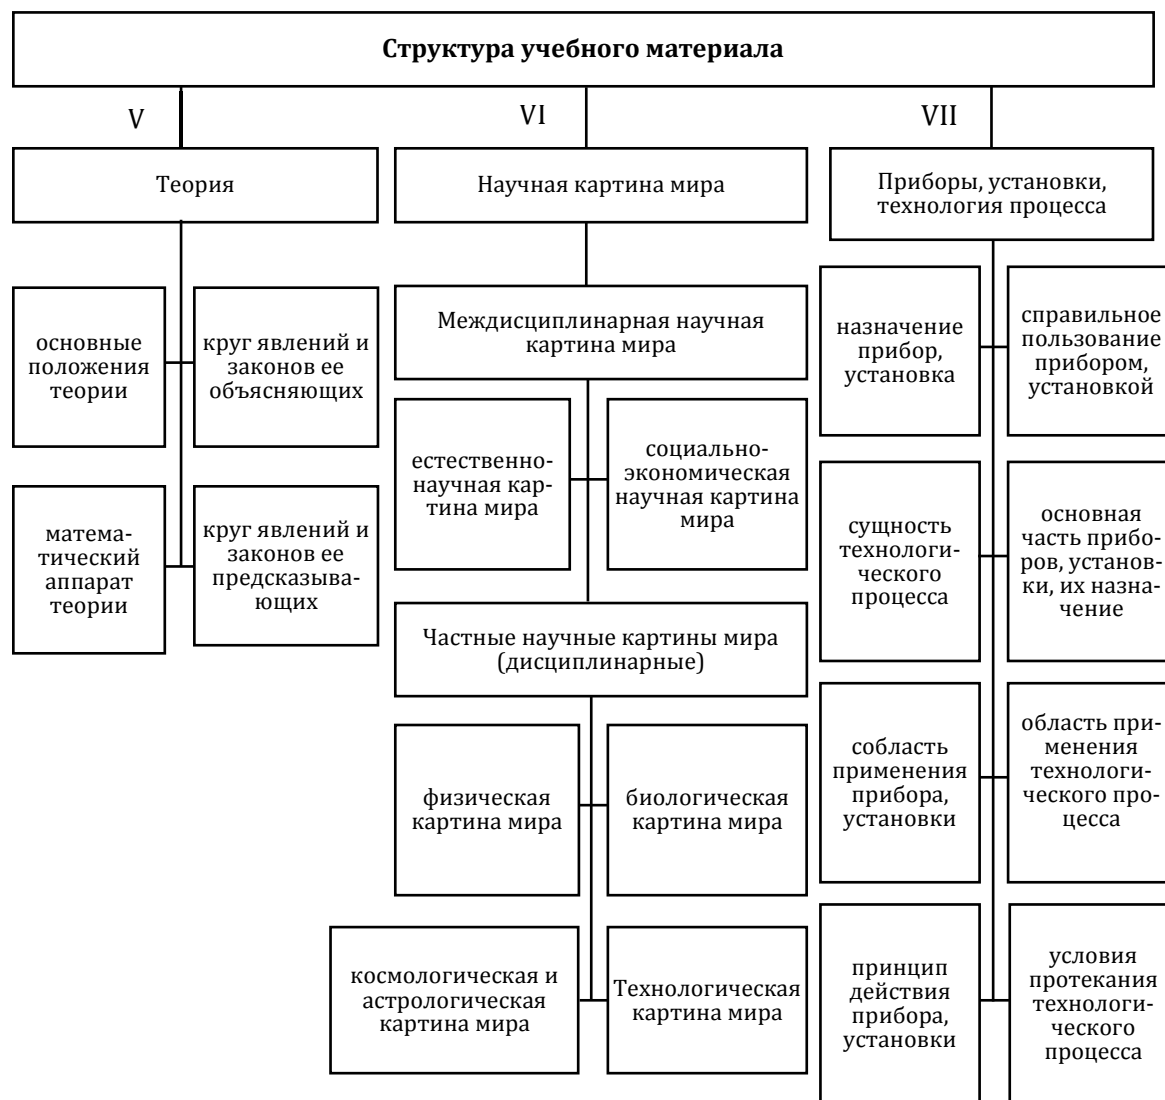 Структура учебного материала
V
VI
VII
Теория
Научная картина мира
Приборы, установки,
технология процесса
основные
положения
теории
круг явлений и
законов ее
объясняющих
матема-
тический
аппарат
теории
круг явлений и
законов ее
предсказыва-
ющих
Междисциплинарная научная
картина мира
естественно-
научная кар-
тина мира
социально-
экономическая
научная картина
мира
Частные научные картины мира
(дисциплинарные)
физическая
картина мира
биологическая
картина мира
космологическая и
астрологическая
картина мира
Технологическая
картина мира
назначение
прибор,
установка
справильное
пользование
прибором,
установкой
сущность
технологи-
ческого
процесса
основная
часть прибо-
ров, установ-
ки, их назна-
чение
собласть
применения
прибора,
установки
область при-
менения
технологи-
ческого про-
цесса
принцип
действия
прибора,
установки
условия
протекания
технологи-
ческого
процесса